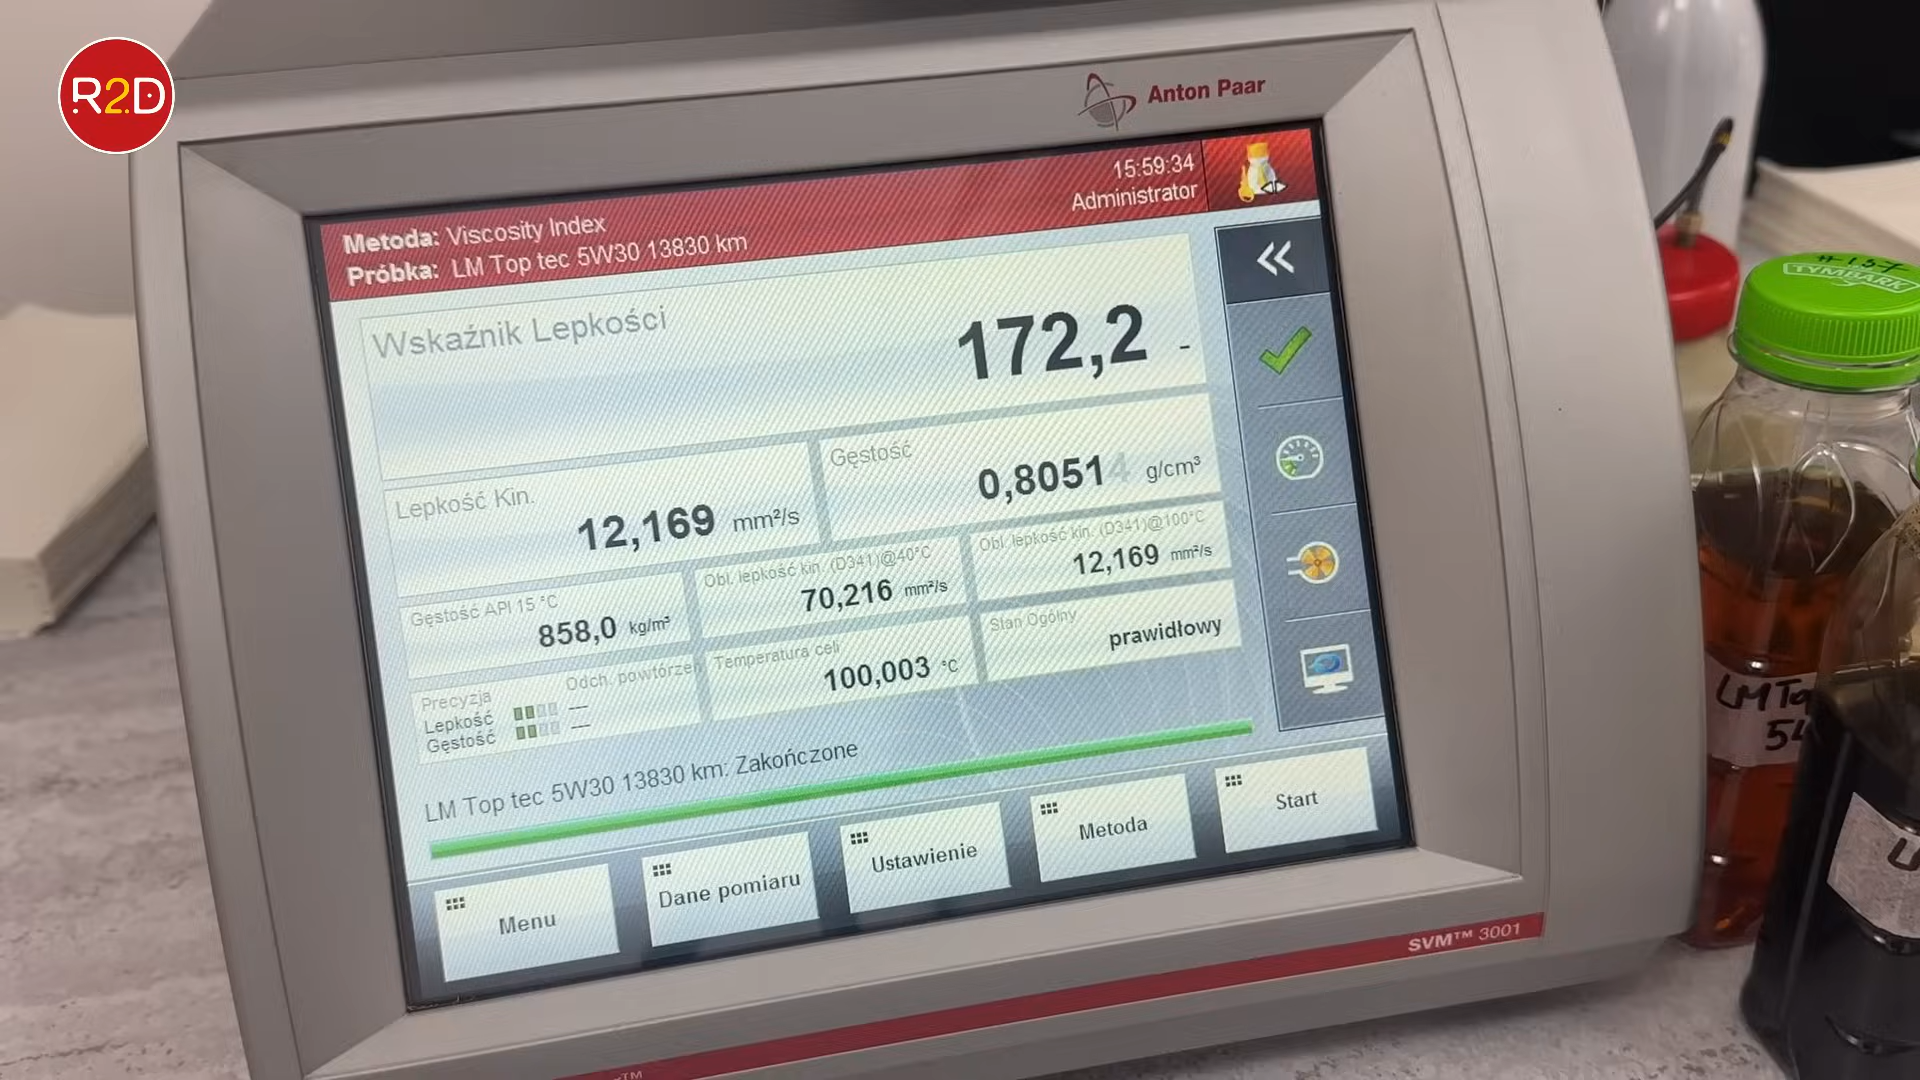 R2D
Anton Paar
15:59:34
Administrator
Metoda: Viscosity Index
Próbka: LM Top tec 5W30 13830 km
Wskaźnik Lepkości
172,2 -
Lepkość Kin.
12,169 mm²/s
Gęstość
0,80514 g/cm³
Gęstość API 15 °C
858,0 kg/m³
Obl. lepkość kin. (D341)@40°C
70,216 mm²/s
Obl. lepkość kin. (D341)@100°C
12,169 mm²/s
Precyzja
Odch. powtórze
Lepkość ---
Gęstość ---
Temperatura celi
100,003 °C
Stan Ogólny
prawidłowy
LM Top tec 5W30 13830 km: Zakończone
Menu
Dane pomiaru
Ustawienie
Metoda
Start
SVM™ 3001
TYMBARK
LM To